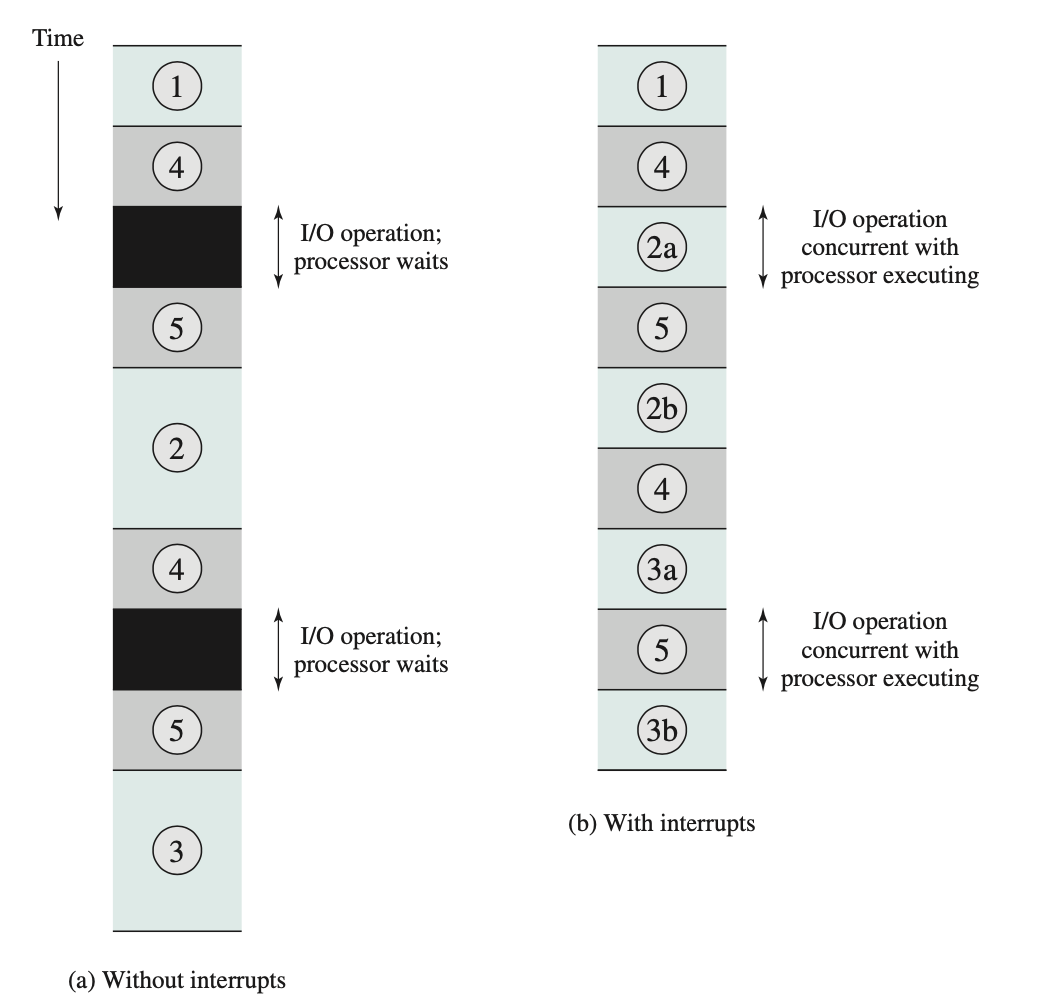 Time
1
4
I/O operation;
processor waits
5
2
4
I/O operation;
processor waits
5
3
(a) Without interrupts
1
4
2a
I/O operation
concurrent with
processor executing
5
2b
4
3a
5
I/O operation
concurrent with
processor executing
3b
(b) With interrupts